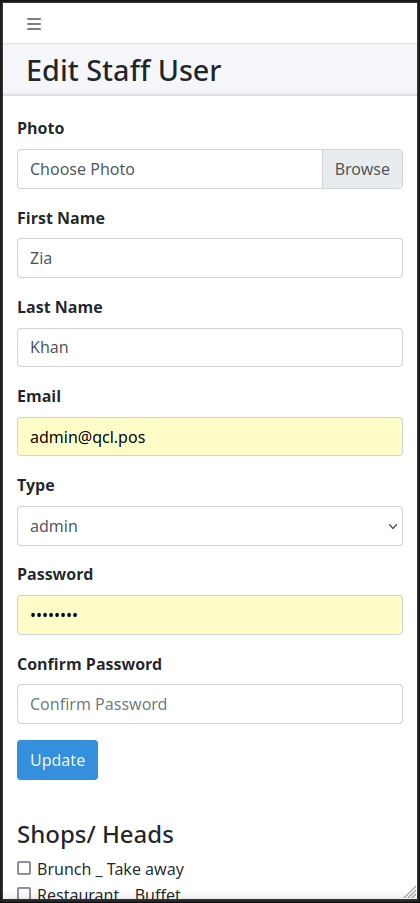 Edit Staff User
Photo
Choose Photo Browse
First Name
Zia
Last Name
Khan
Email
admin@qcl.pos
Type
admin
Password
••••••••
Confirm Password
Confirm Password
Update
Shops/ Heads
Brunch _ Take away
Restaurant _ Buffet